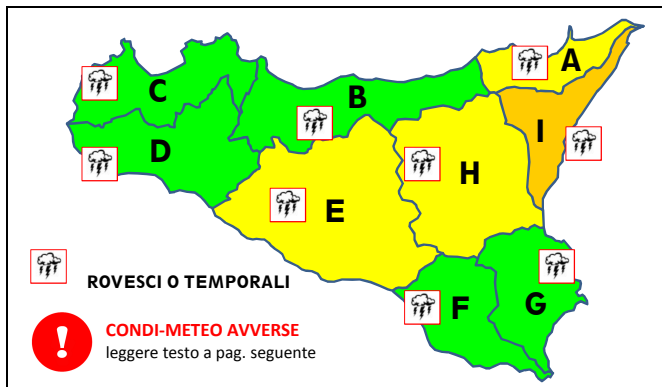 A
C
B
I
D
H
E
ROVESCI O TEMPORALI
F
G
CONDI-METEO AVVERSE
leggere testo a pag. seguente
!